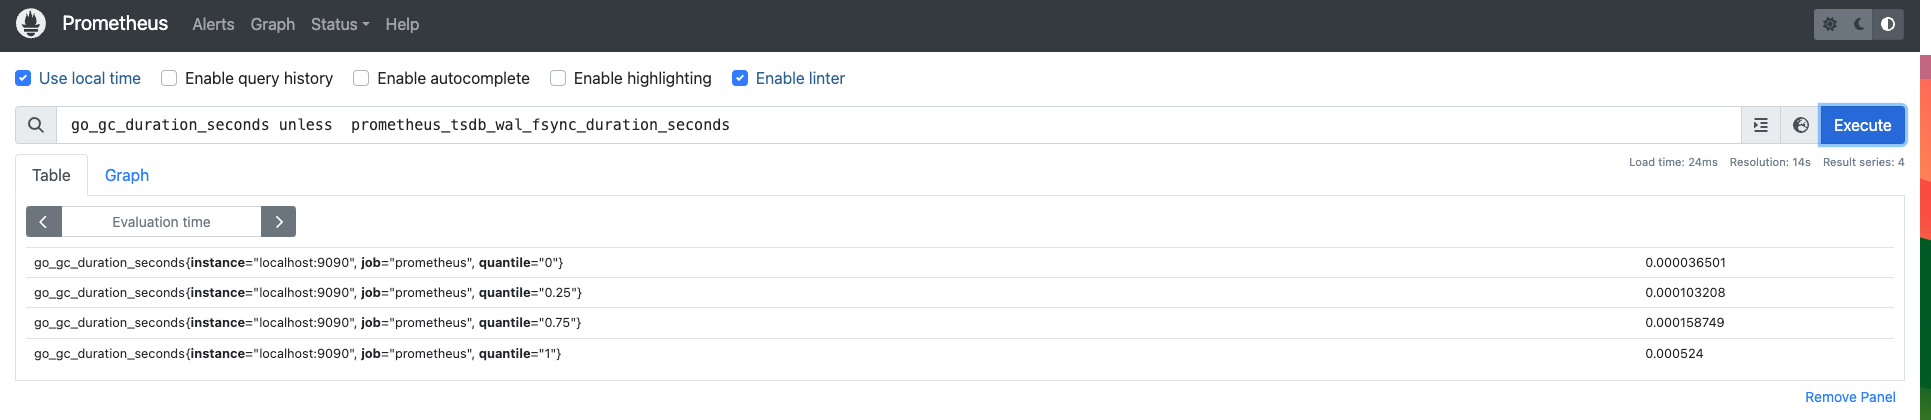 Prometheus Alerts Graph Status Help
Use local time Enable query history Enable autocomplete Enable highlighting Enable linter
go_gc_duration_seconds unless  prometheus_tsdb_wal_fsync_duration_seconds Execute
Load time: 24ms Resolution: 14s Result series: 4
Table Graph
Evaluation time
go_gc_duration_seconds{instance="localhost:9090", job="prometheus", quantile="0"} 0.000036501
go_gc_duration_seconds{instance="localhost:9090", job="prometheus", quantile="0.25"} 0.000103208
go_gc_duration_seconds{instance="localhost:9090", job="prometheus", quantile="0.75"} 0.000158749
go_gc_duration_seconds{instance="localhost:9090", job="prometheus", quantile="1"} 0.000524
Remove Panel